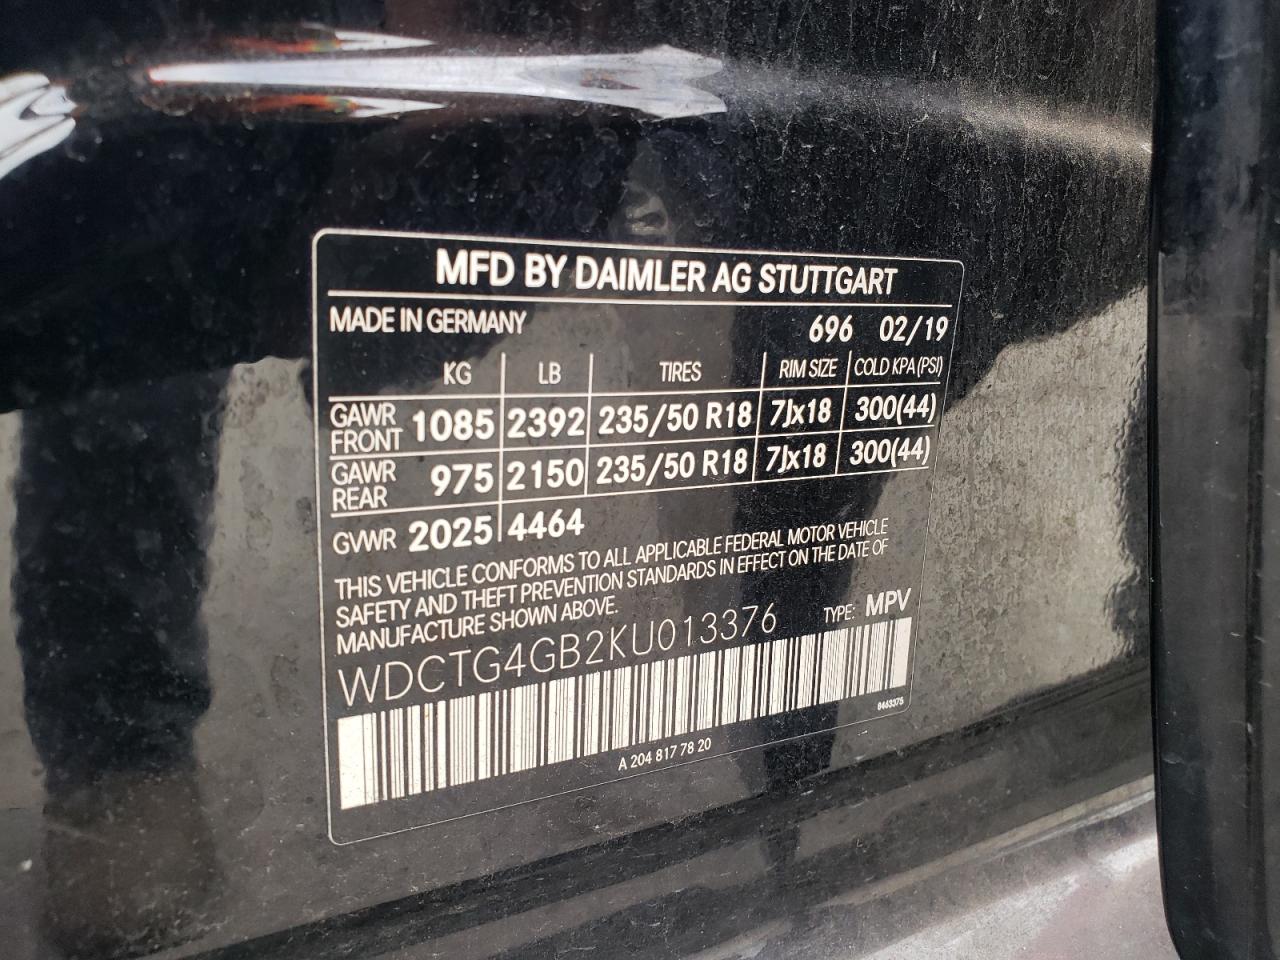 MFD BY DAIMLER AG STUTTGART
MADE IN GERMANY 696 02/19
KG LB TIRES RIM SIZE COLD KPA (PSI)
GAWR FRONT 1085 2392 235/50 R18 7Jx18 300(44)
GAWR REAR 975 2150 235/50 R18 7Jx18 300(44)
GVWR 2025 4464
THIS VEHICLE CONFORMS TO ALL APPLICABLE FEDERAL MOTOR VEHICLE
SAFETY AND THEFT PREVENTION STANDARDS IN EFFECT ON THE DATE OF
MANUFACTURE SHOWN ABOVE.
WDCTG4GB2KU013376 TYPE: MPV
8463375
A 204 817 78 20